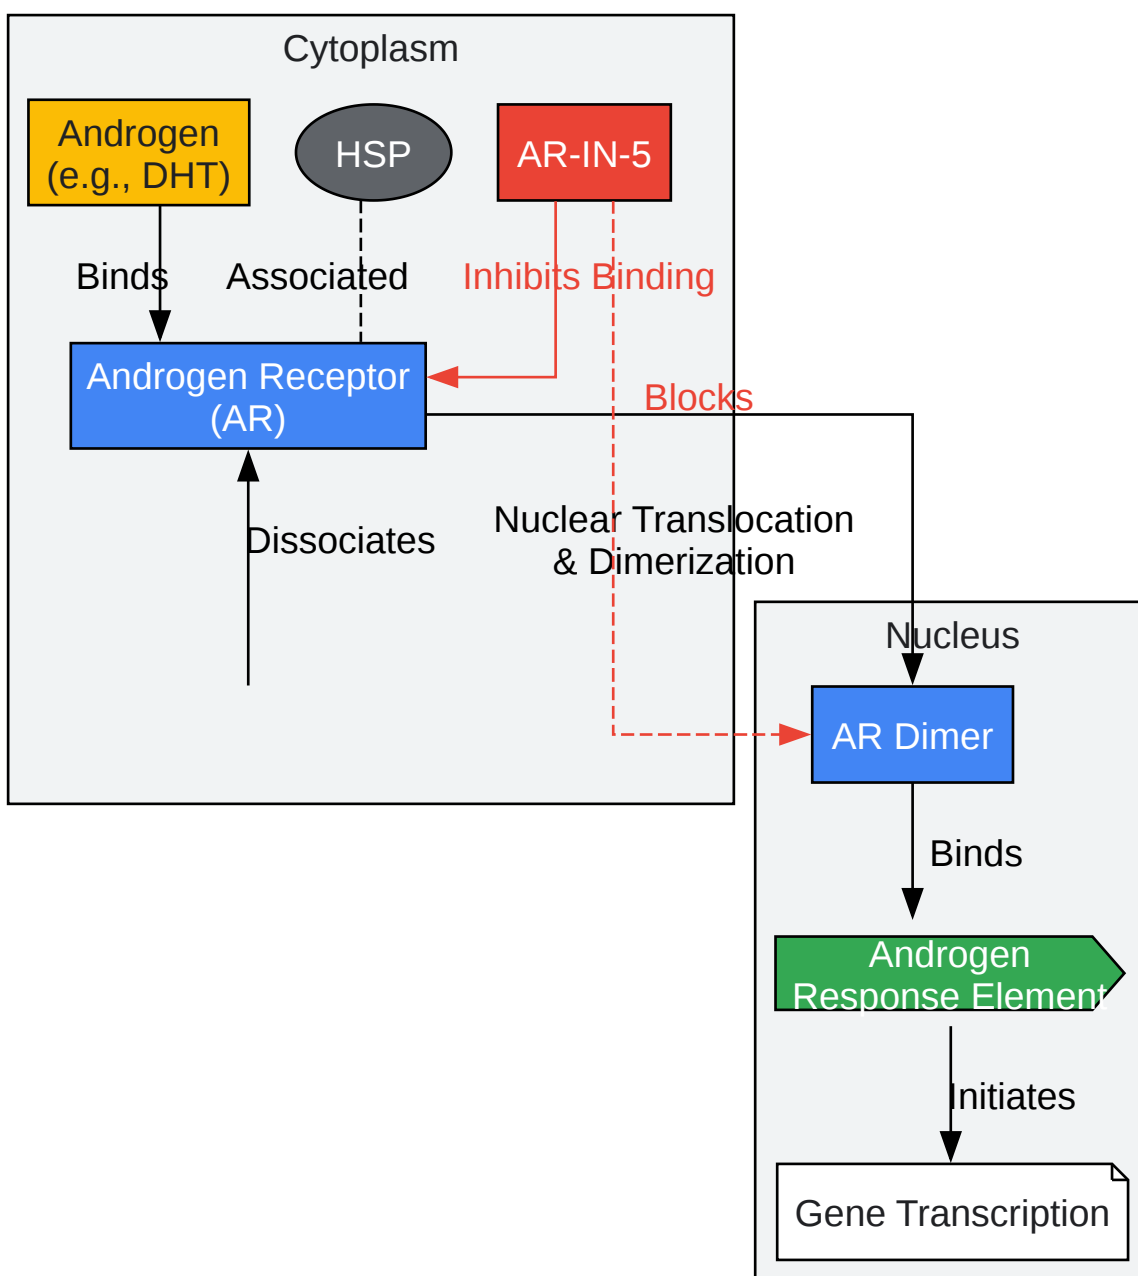 Cytoplasm
Androgen
(e.g., DHT)
HSP
AR-IN-5
Binds
Associated
Inhibits Binding
Androgen Receptor
(AR)
Blocks
Dissociates
Nuclear Translocation
& Dimerization
Nucleus
AR Dimer
Binds
Androgen
Response Element
Initiates
Gene Transcription